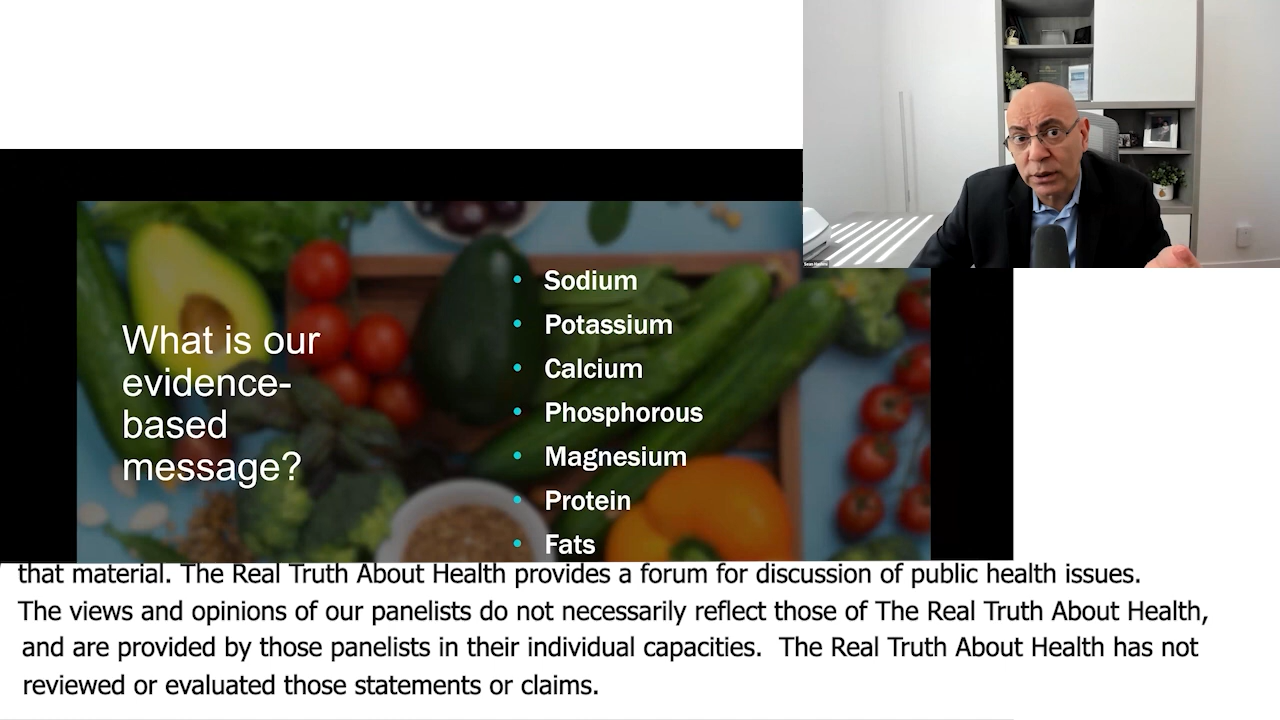 What is our
evidence-
based
message?
• Sodium
• Potassium
• Calcium
• Phosphorous
• Magnesium
• Protein
• Fats
that material. The Real Truth About Health provides a forum for discussion of public health issues.
The views and opinions of our panelists do not necessarily reflect those of The Real Truth About Health,
and are provided by those panelists in their individual capacities. The Real Truth About Health has not
reviewed or evaluated those statements or claims.